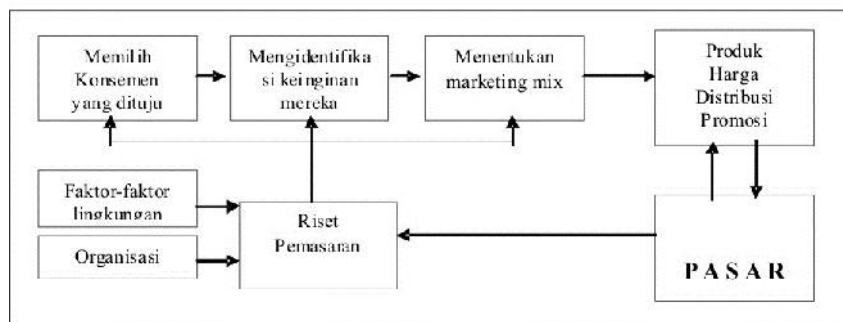 Memilih
Konsemen
yang dituju
Mengidentifika
si keinginan
mereka
Menentukan
marketing mix
Produk
Harga
Distribusi
Promosi
Faktor-faktor
lingkungan
Organisasi
Riset
Pemasaran
P A S A R